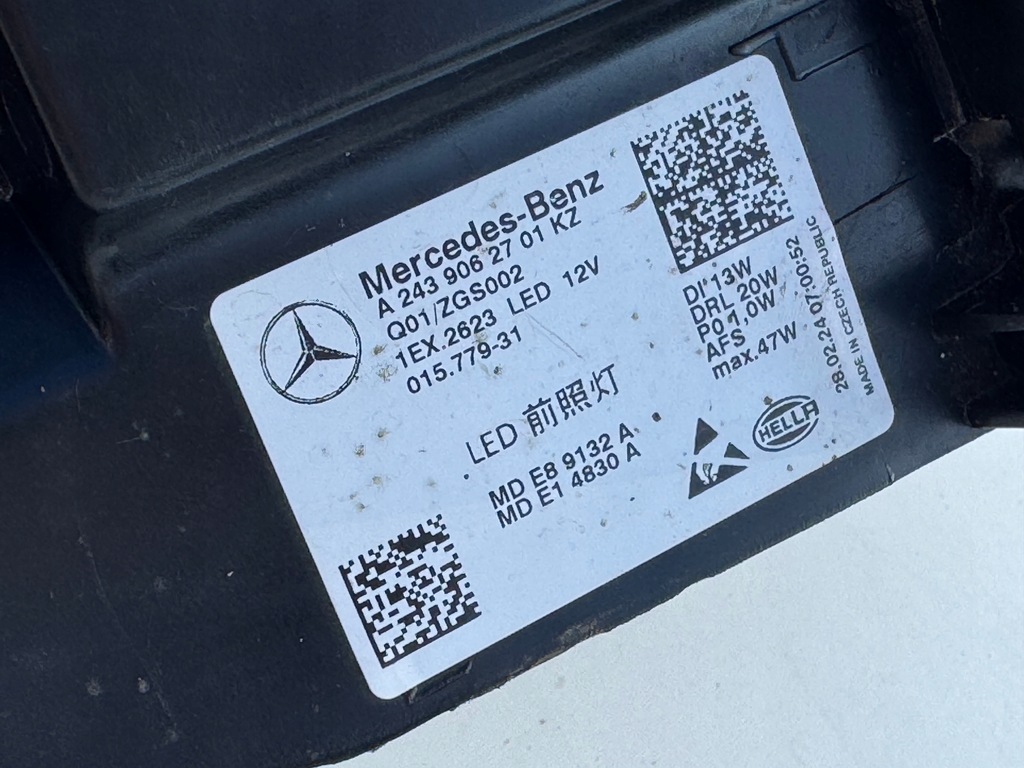 Mercedes-Benz
A 243 906 27 01 KZ
Q01/ZGS002
1EX.2623 LED 12V
015.779-31
LED 前照灯
MD E8 9132 A
MD E1 4830 A
DI 13W
DRL 20W
PO 1,0W
AFS
max.47W
HELLA
28.02.24 07:00:52
MADE IN CZECH REPUBLIC